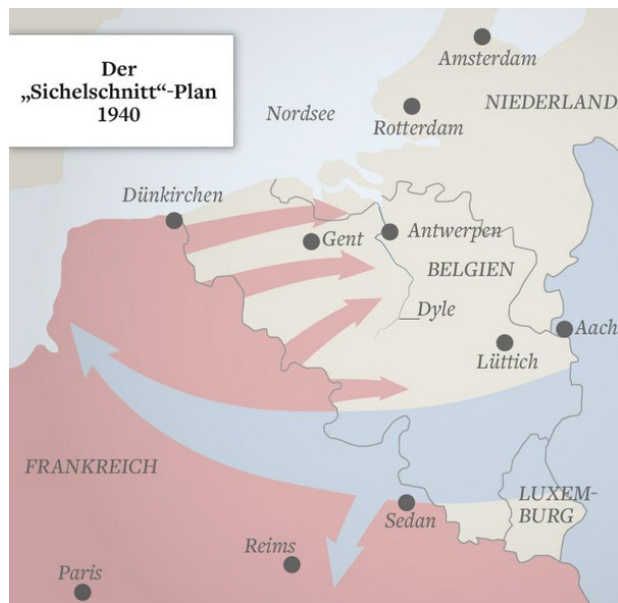 Der
„Sichelschnitt“-Plan
1940
Amsterdam
NIEDERLAND
Nordsee
Rotterdam
Dünkirchen
Gent
Antwerpen
BELGIEN
Dyle
Aach
Lüttich
FRANKREICH
LUXEM-
BURG
Sedan
Reims
Paris